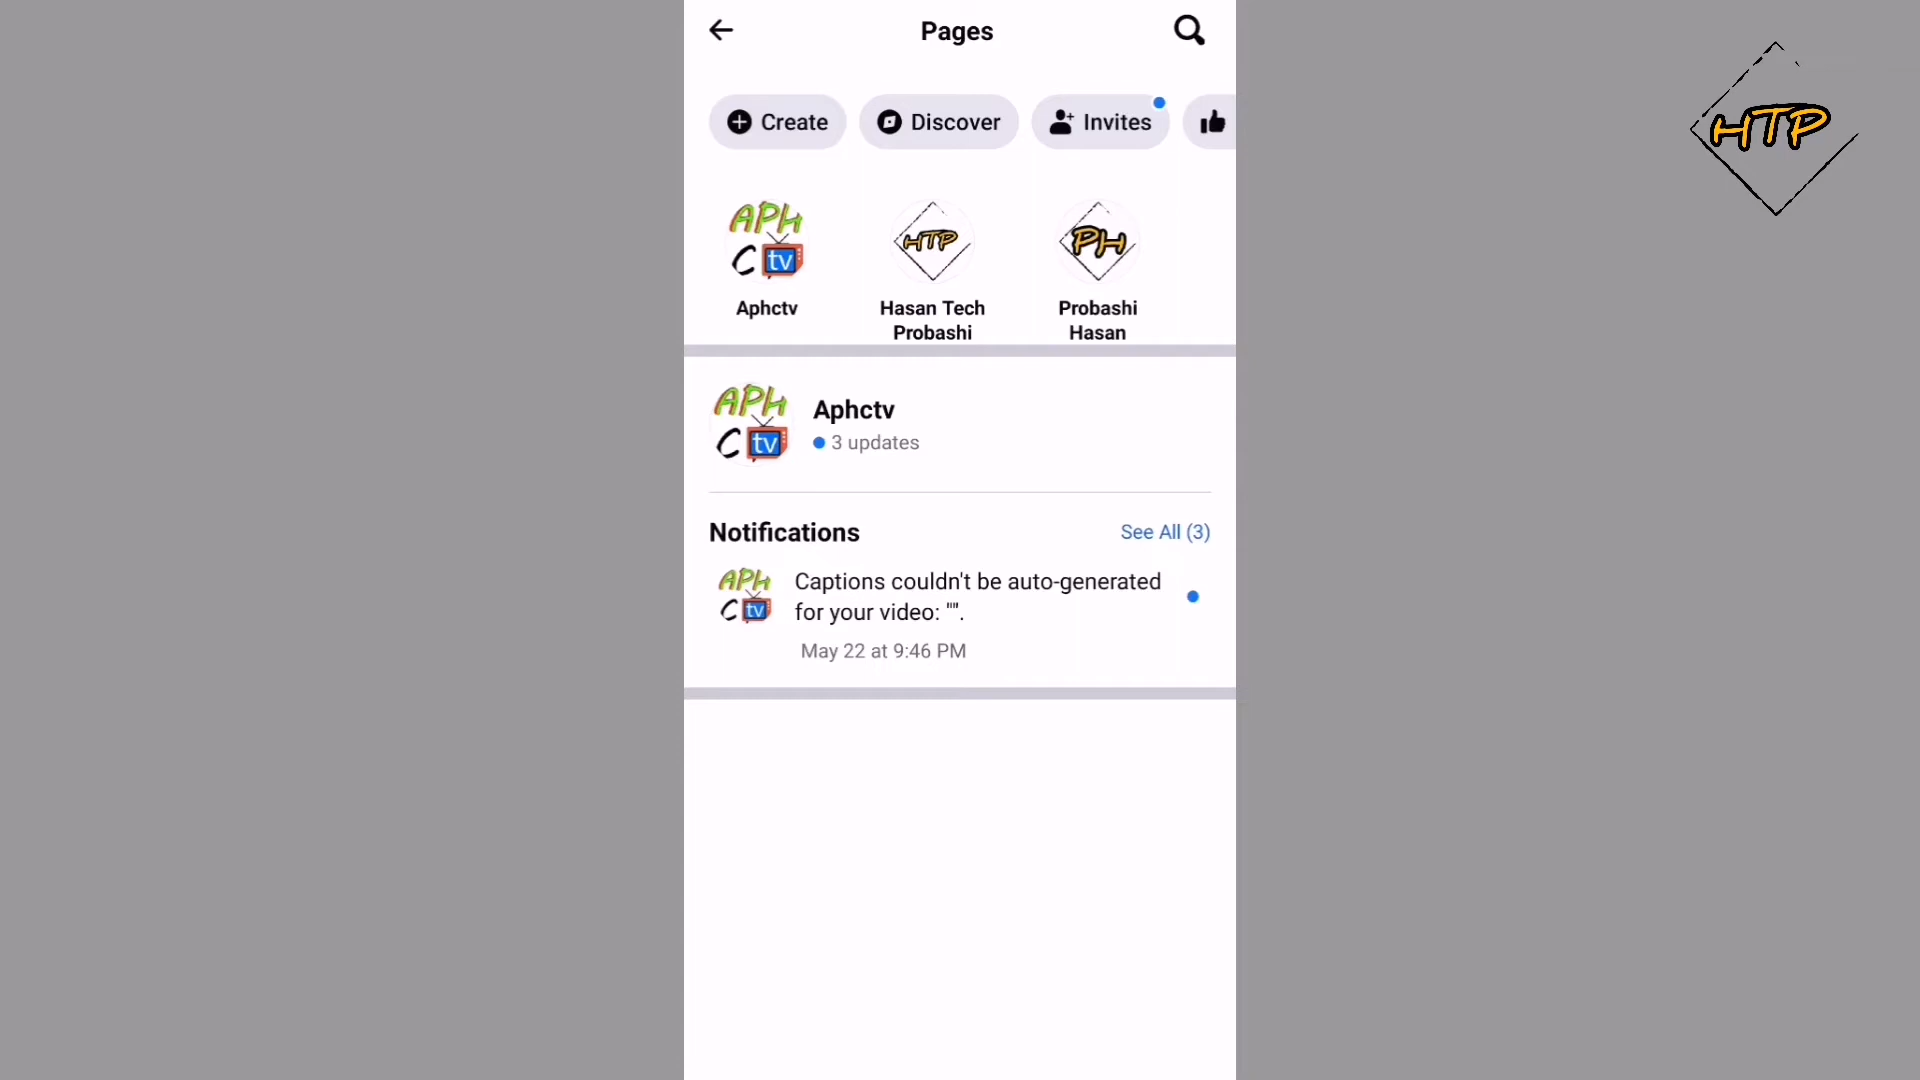 Pages
Create Discover Invites
HTP
APH
C tv
HTP
PH
Aphctv
Hasan Tech
Probashi
Probashi
Hasan
APH
C tv
Aphctv
3 updates
Notifications See All (3)
APH
C tv
Captions couldn't be auto-generated
for your video: "".
May 22 at 9:46 PM